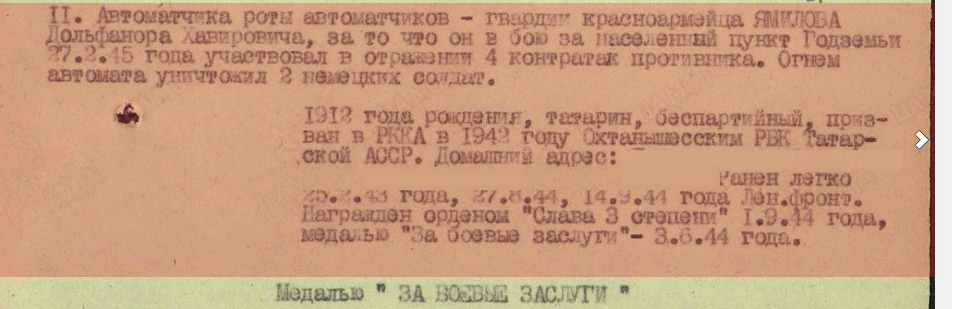 II. Автоматчика роты автоматчиков - гвардии красноармейца ЯМИЛОВА
Дольфанора Хавировича, за то что он в бою за населенный пункт Годземьи
27.2.45 года участвовал в отражении 4 контратак противника. Огнем
автомата уничтожил 2 немецких солдат.
1912 года рождения, татарин, беспартийный, приз-
ван в РККА в 1942 году Охтанышесским РВК Татар-
ской АССР. Домашний адрес:
Ранен легко
25.2.43 года, 27.8.44, 14.9.44 года Лен.фронт.
Награжден орденом "Слава 3 степени" I.9.44 года,
медалью "За боевые заслуги"- 3.6.44 года.
Медалью " ЗА БОЕВЫЕ ЗАСЛУГИ "